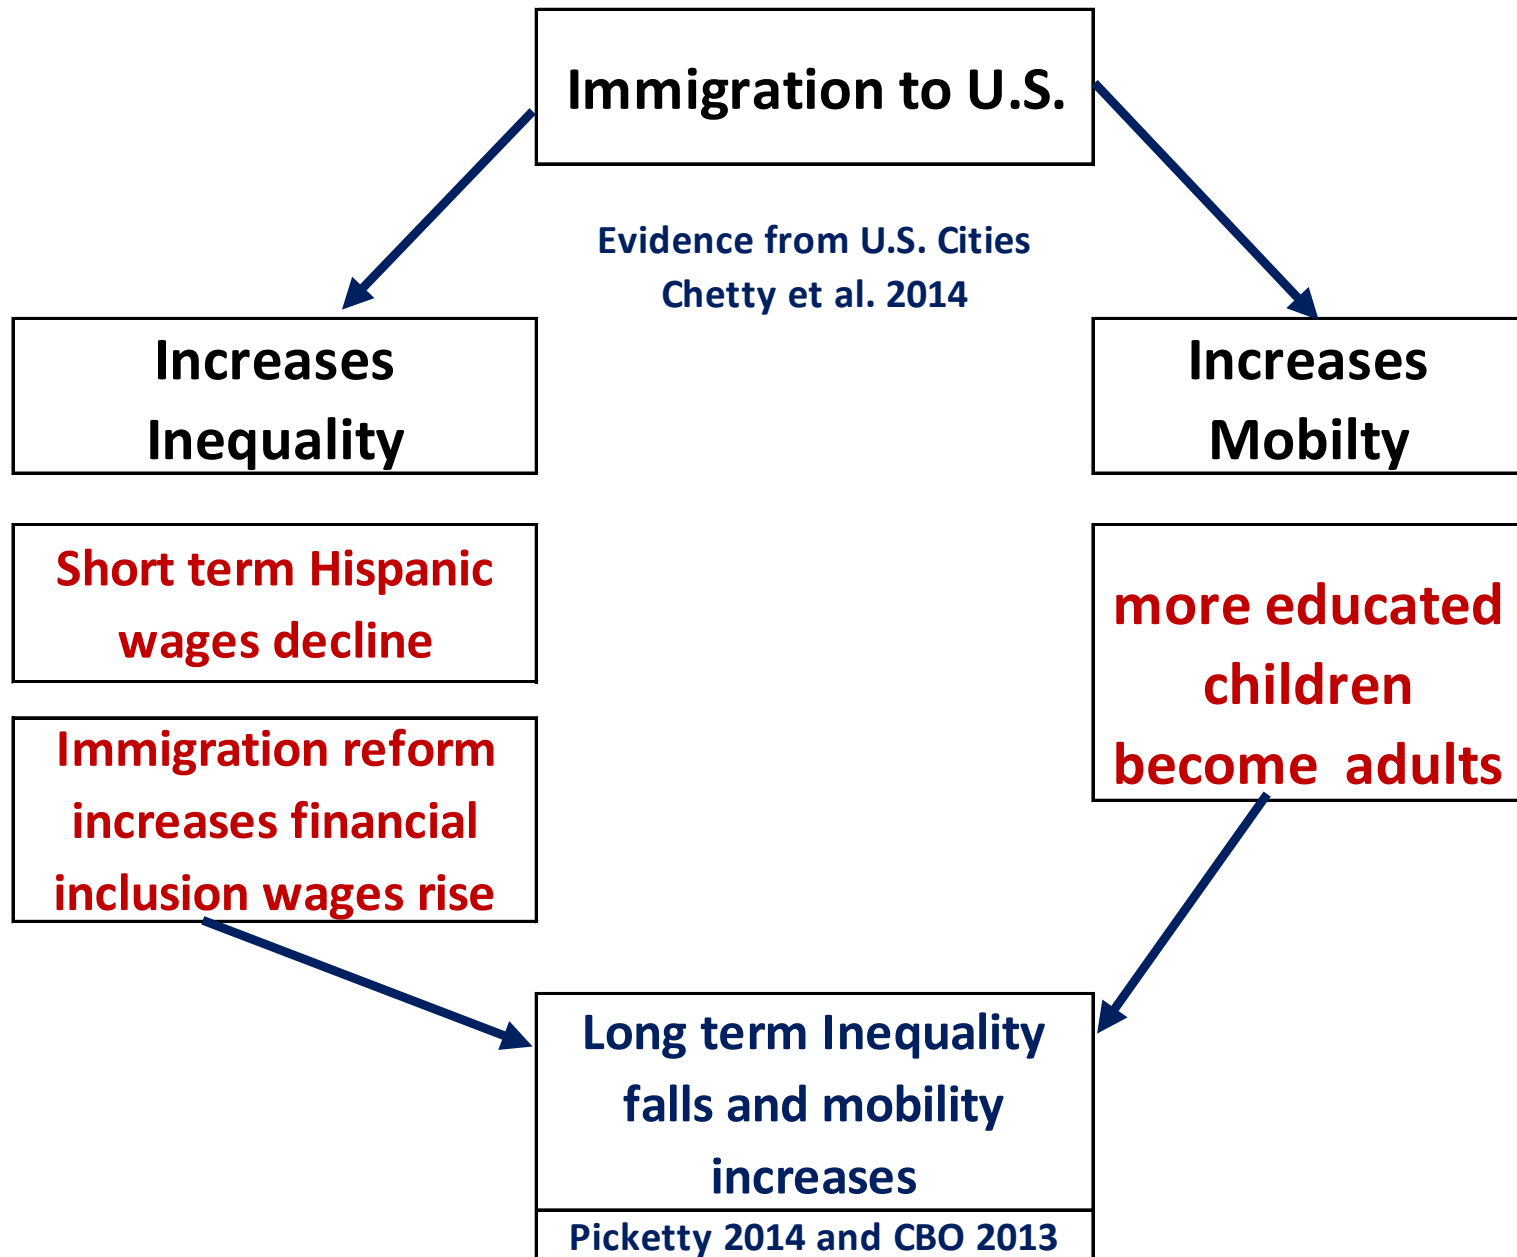 Immigration to U.S.
Evidence from U.S. Cities
Chetty et al. 2014
Increases
Inequality
Increases
Mobilty
Short term Hispanic
wages decline
more educated
children
become adults
Immigration reform
increases financial
inclusion wages rise
Long term Inequality
falls and mobility
increases
Picketty 2014 and CBO 2013